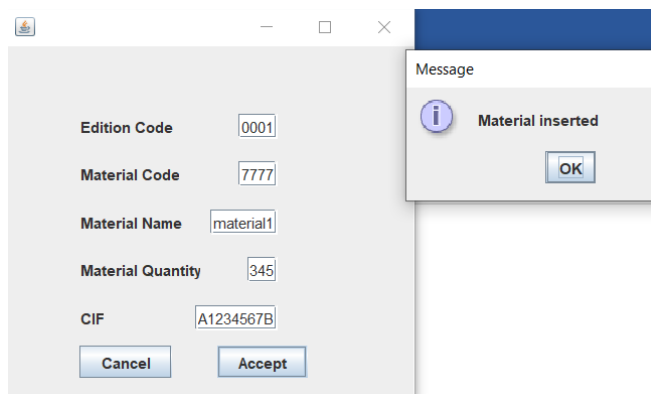 Message
Material inserted
OK
Edition Code 0001
Material Code 7777
Material Name material1
Material Quantity 345
CIF A1234567B
Cancel Accept